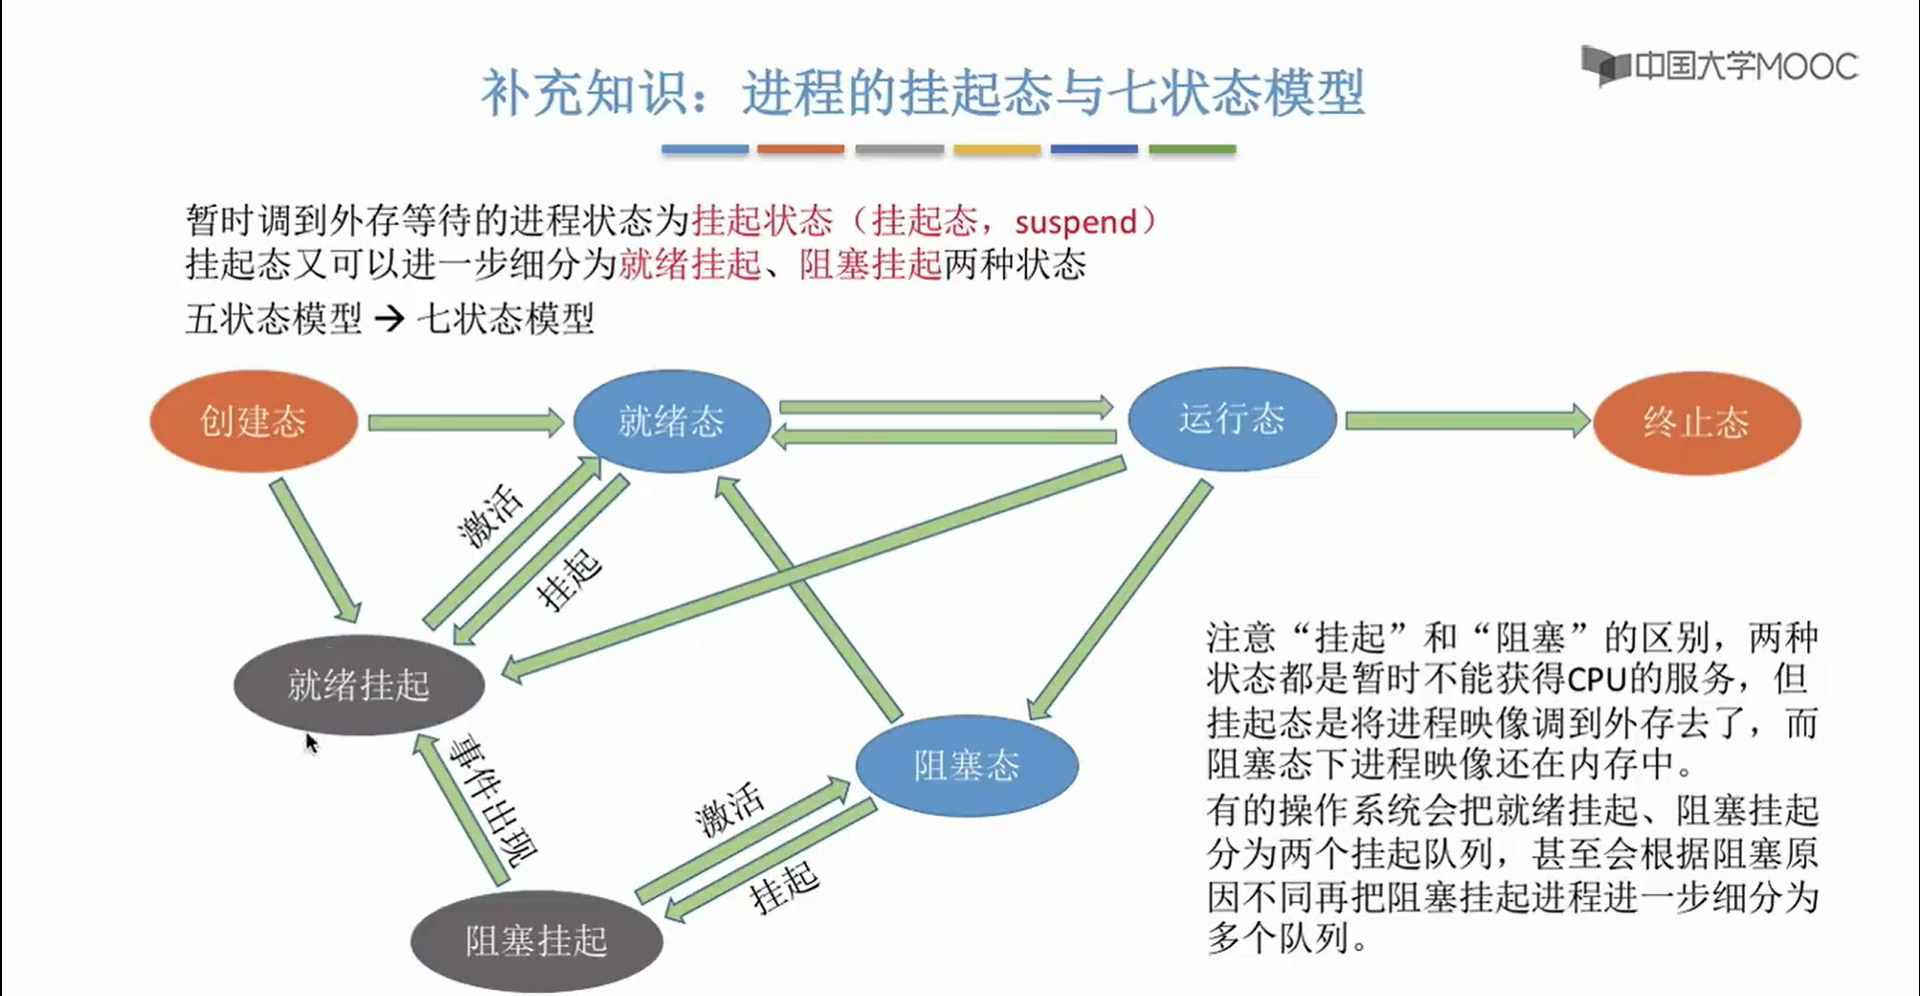 中国大学MOOC
补充知识：进程的挂起态与七状态模型
暂时调到外存等待的进程状态为挂起状态（挂起态，suspend）
挂起态又可以进一步细分为就绪挂起、阻塞挂起两种状态
五状态模型→七状态模型
创建态
就绪态
运行态
终止态
激活
挂起
就绪挂起
事件出现
阻塞态
激活
挂起
阻塞挂起
注意“挂起”和“阻塞”的区别，两种
状态都是暂时不能获得CPU的服务，但
挂起态是将进程映像调到外存去了，而
阻塞态下进程映像还在内存中。
有的操作系统会把就绪挂起、阻塞挂起
分为两个挂起队列，甚至会根据阻塞原
因不同再把阻塞挂起进程进一步细分为
多个队列。